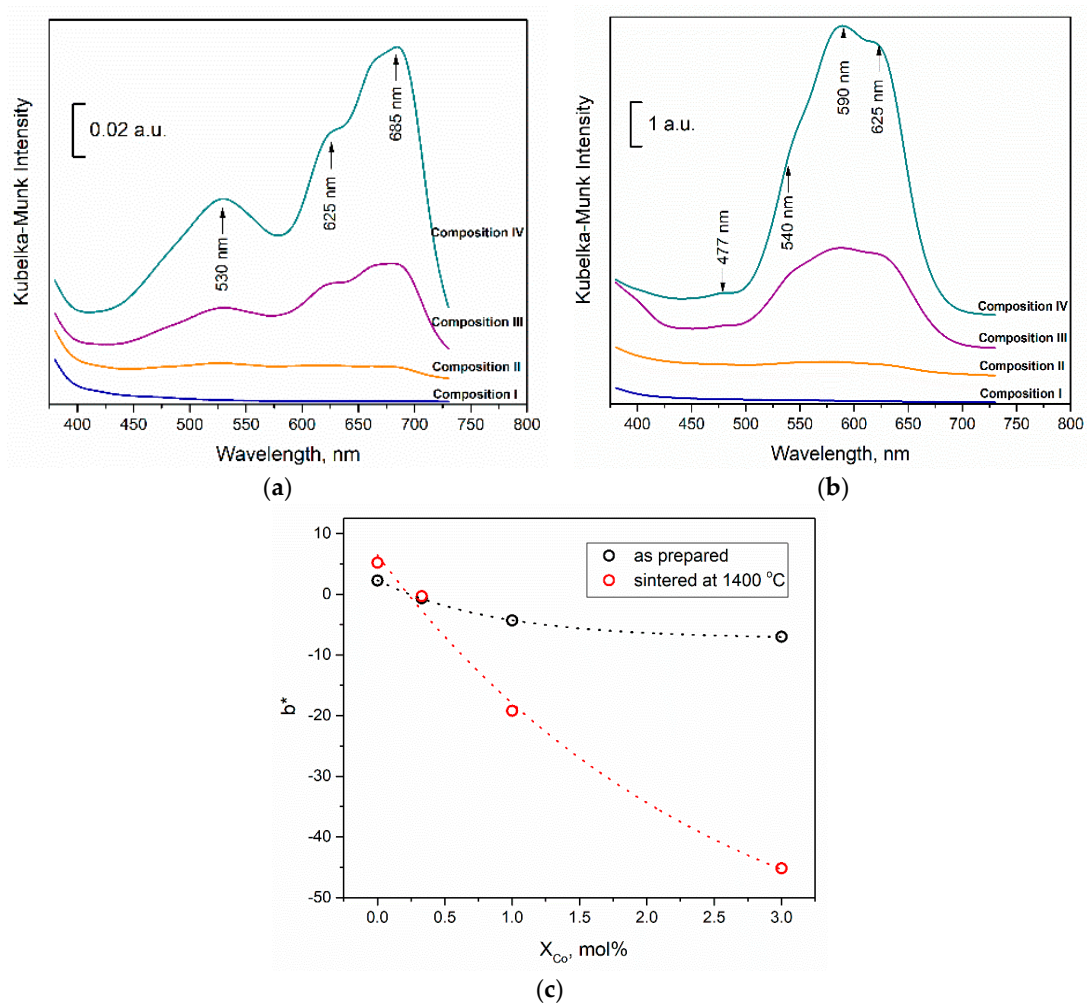 Kubelka-Munk Intensity
0.02 a.u.
530 nm
625 nm
685 nm
Composition IV
Composition III
Composition II
Composition I
400 450 500 550 600 650 700 750 800
Wavelength, nm
(a)
Kubelka-Munk Intensity
1 a.u.
477 nm
540 nm
590 nm
625 nm
Composition IV
Composition III
Composition II
Composition I
400 450 500 550 600 650 700 750 800
Wavelength, nm
(b)
b*
10
0
-10
-20
-30
-40
-50
as prepared
sintered at 1400 °C
0.0 0.5 1.0 1.5 2.0 2.5 3.0
X_Co, mol%
(c)